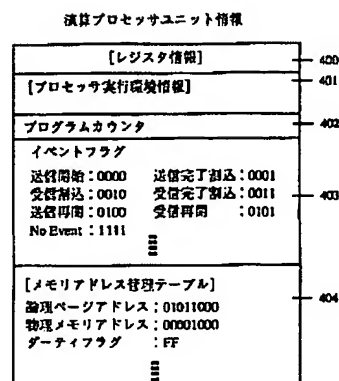 演算プロセッサユニット情報
[レジスタ情報] 400
[プロセッサ実行環境情報] 401
プログラムカウンタ 402
イベントフラグ
送信開始：0000 送信完了割込：0001
受信割込：0010 受信完了割込：0011 403
送信再開：0100 受信再開：0101
No Event：1111
[メモリアドレス管理テーブル] 404
論理ページアドレス：01011000
物理メモリアドレス：00001000
ダーティフラグ：FF